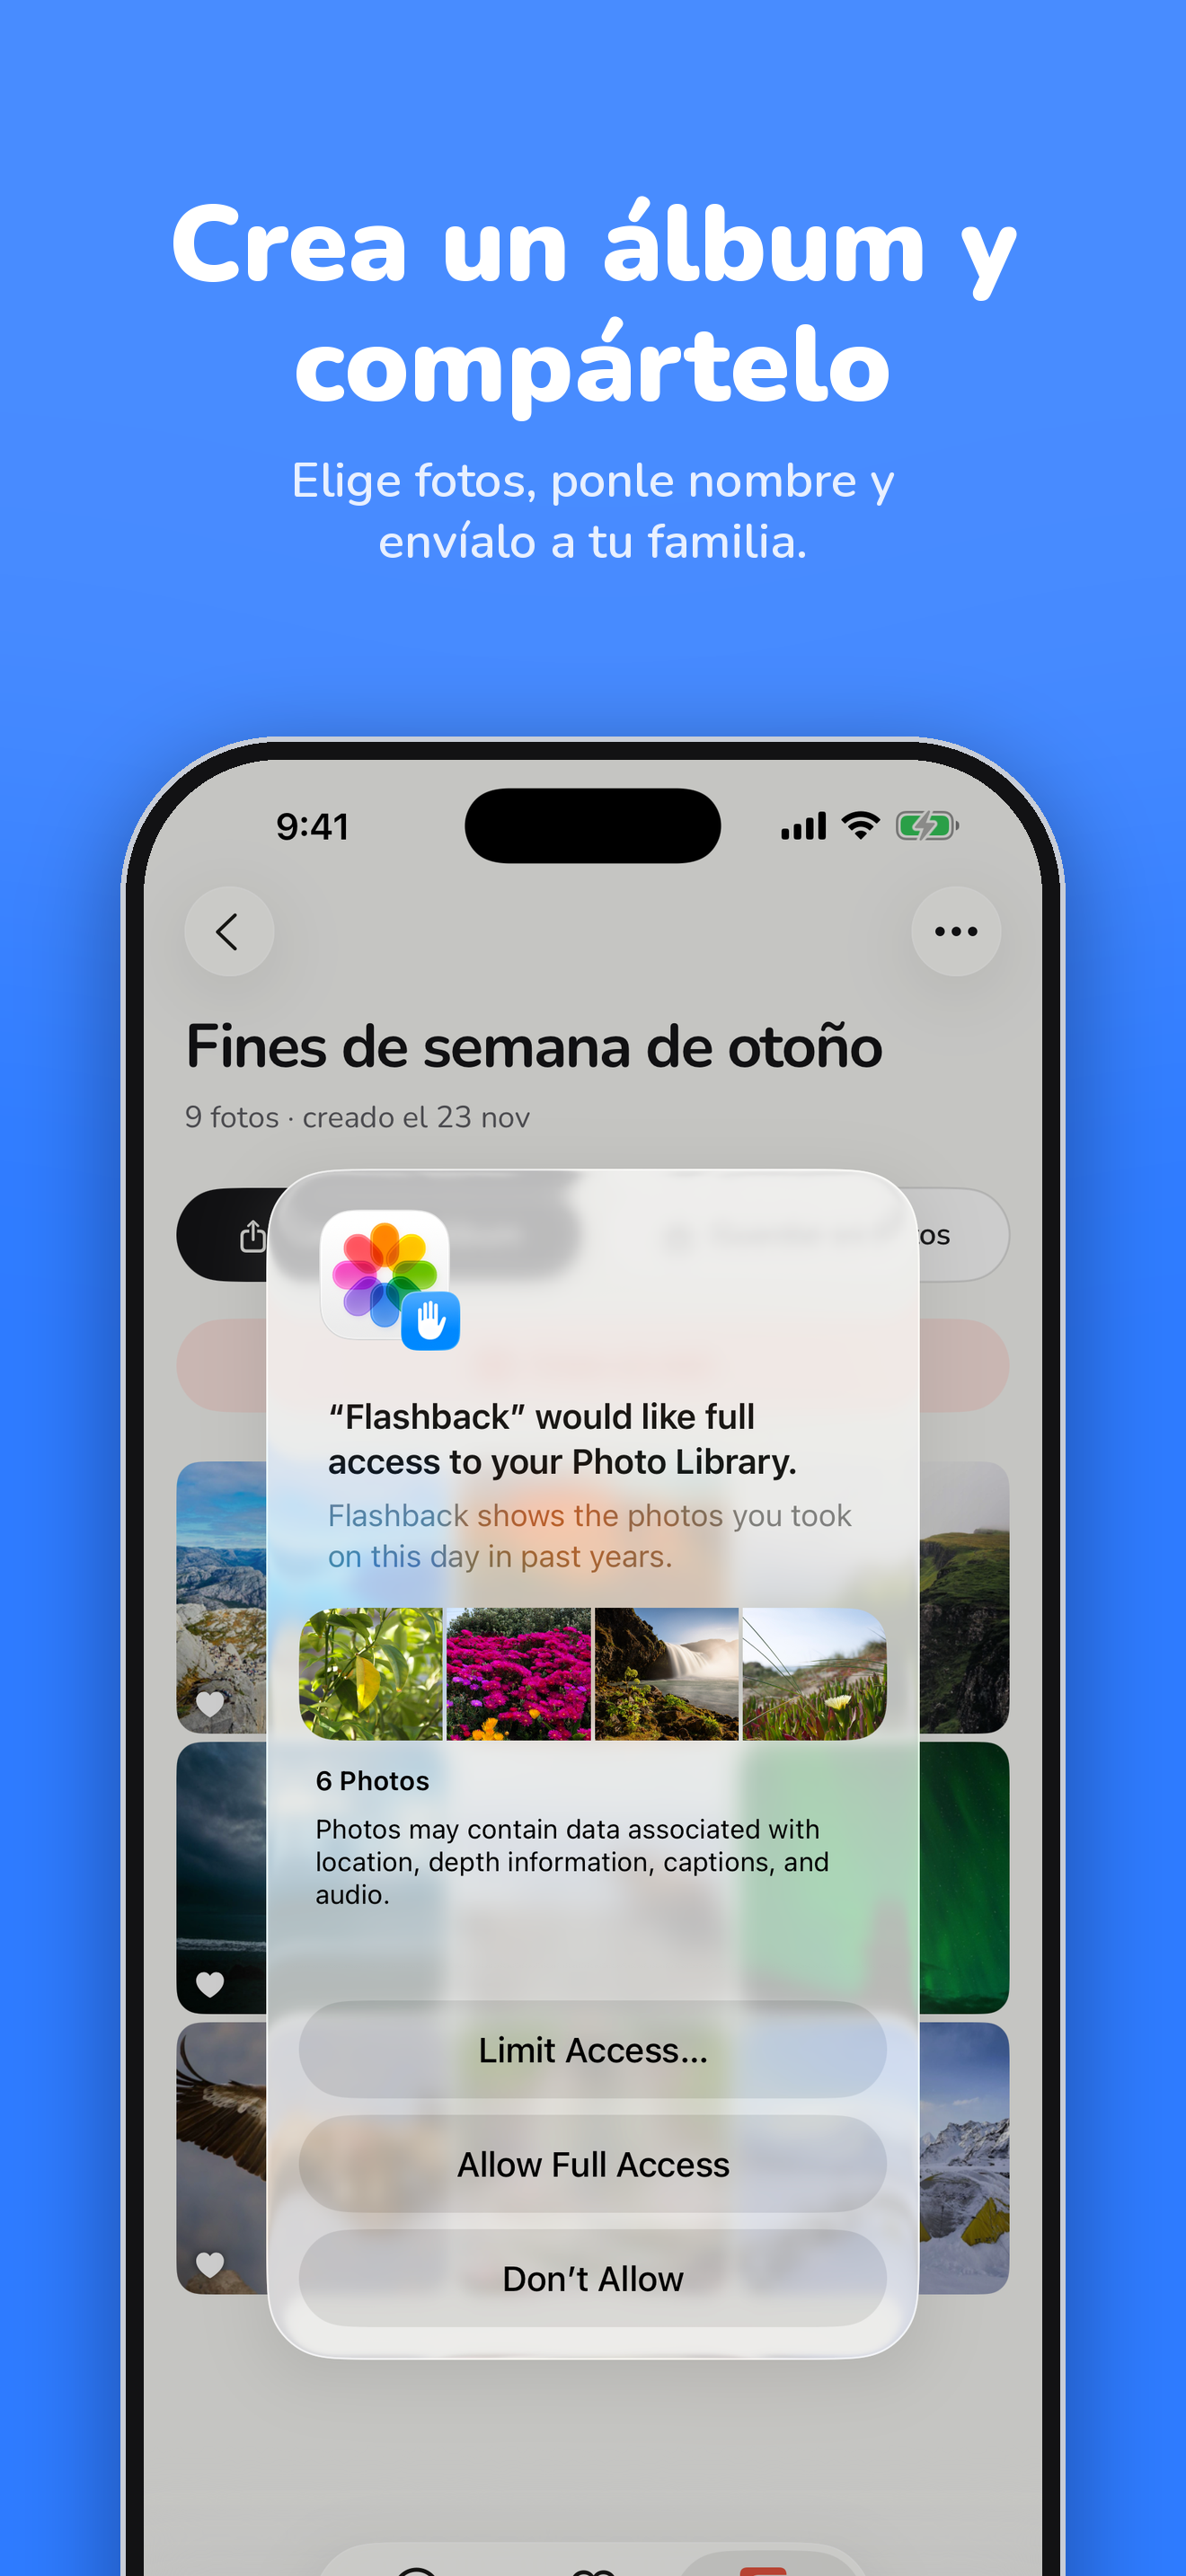 Crea un álbum y
compártelo
Elige fotos, ponle nombre y
envíalo a tu familia.
9:41
Fines de semana de otoño
9 fotos · creado el 23 nov
“Flashback” would like full
access to your Photo Library.
Flashback shows the photos you took
on this day in past years.
6 Photos
Photos may contain data associated with
location, depth information, captions, and
audio.
Limit Access...
Allow Full Access
Don’t Allow